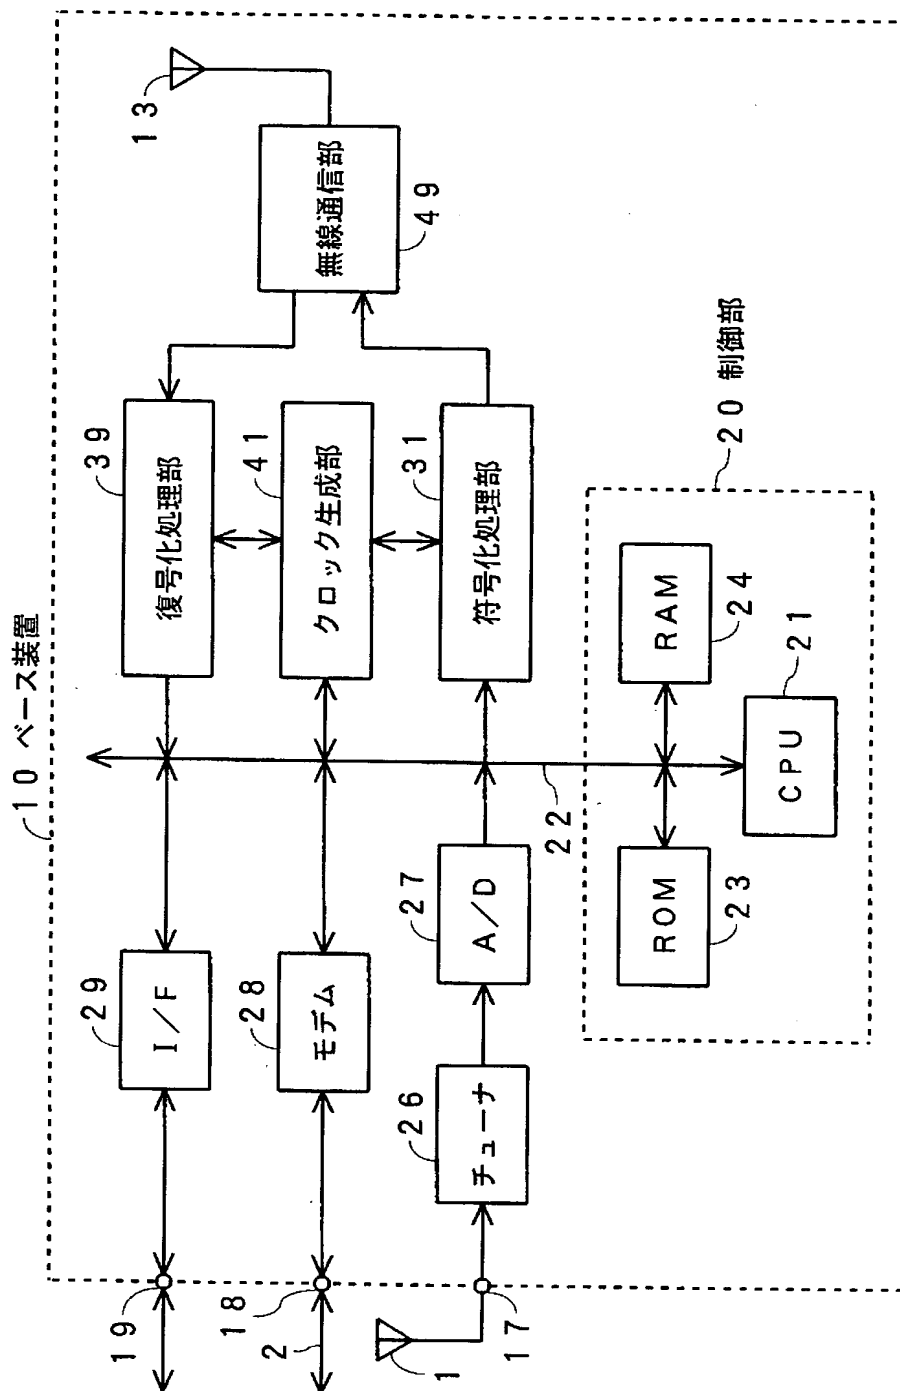 10 ベース装置
19
29
I/F
39
復号化処理部
13
18
2
28
モデム
41
クロック生成部
無線通信部
49
1
17
26
チューナ
27
A/D
31
符号化処理部
22
20 制御部
ROM
23
RAM
24
CPU
21